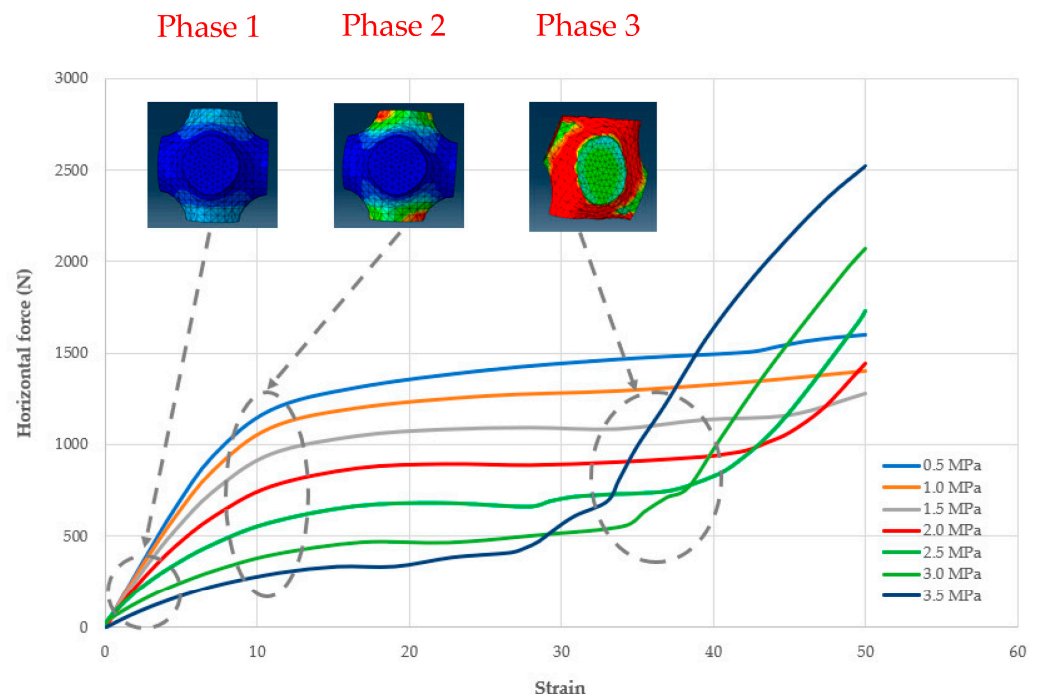 Phase 1 Phase 2 Phase 3
3000
2500
2000
1500
1000
500
0
Horizontal force (N)
0 10 20 30 40 50 60
Strain
0.5 MPa
1.0 MPa
1.5 MPa
2.0 MPa
2.5 MPa
3.0 MPa
3.5 MPa